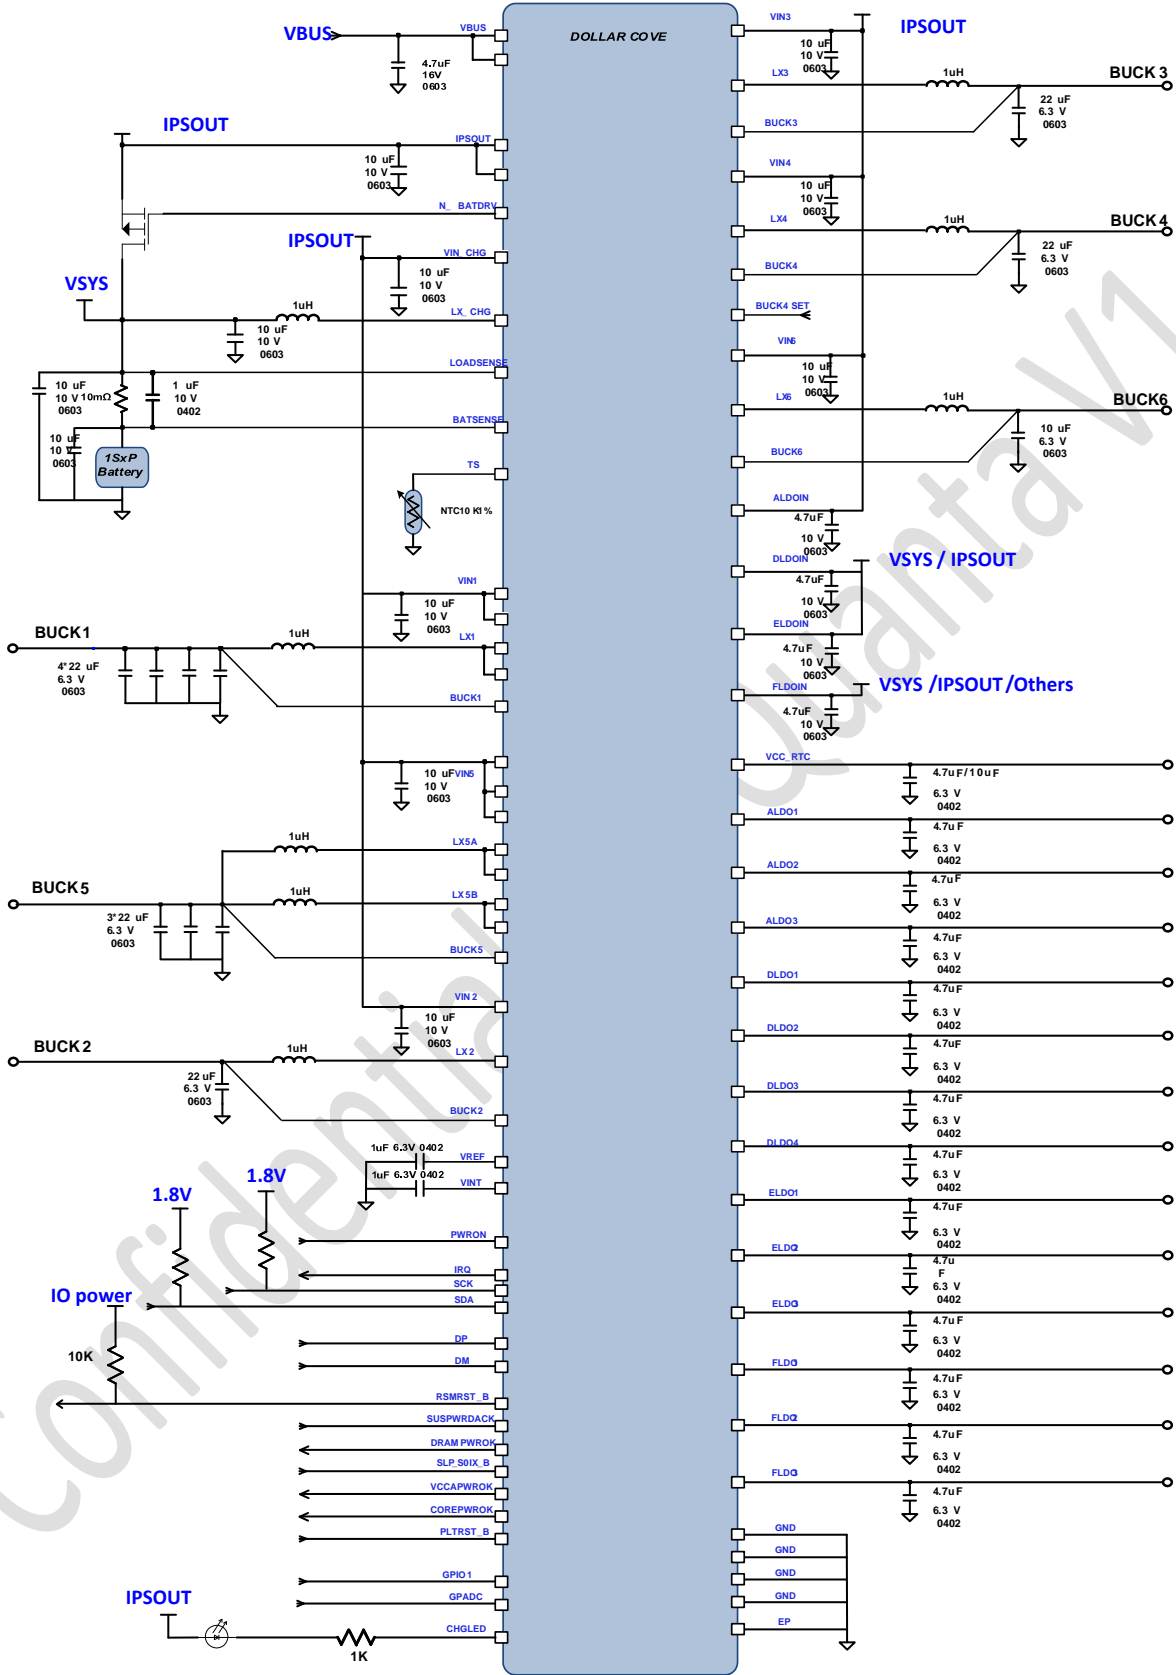 DOLLAR COVE
VBUS
VBUS
4.7uF
16V
0603
IPSOUT
IPSOUT
10 uF
10 V
0603
N_ BATDRV
IPSOUT
VIN_CHG
10 uF
10 V
0603
VSYS
1uH
LX_CHG
10 uF
10 V
0603
LOADSENSE
10 uF
10 V
0603
10mΩ
1 uF
10 V
0402
BATSENSE
10 uF
10 V
0603
1SxP
Battery
TS
NTC10 K1%
VIN1
10 uF
10 V
0603
BUCK1
1uH
LX1
4*22 uF
6.3 V
0603
BUCK1
10 uF
10 V
0603
VIN5
1uH
LX5A
BUCK5
1uH
LX5B
3*22 uF
6.3 V
0603
BUCK5
VIN2
10 uF
10 V
0603
BUCK2
1uH
LX2
22 uF
6.3 V
0603
BUCK2
1uF 6.3V 0402
VREF
1uF 6.3V 0402
VINT
1.8V
1.8V
PWRON
IRQ
SCK
SDA
IO power
10K
DP
DM
RSMRST_B
SUSPWRDACK
DRAMPWROK
SLP_S0IX_B
VCCAPWROK
COREPWROK
PLTRST_B
GPIO1
GPADC
IPSOUT
CHGLED
1K
VIN3
IPSOUT
10 uF
10 V
0603
LX3
1uH
BUCK3
22 uF
6.3 V
0603
BUCK3
VIN4
10 uF
10 V
0603
LX4
1uH
BUCK4
22 uF
6.3 V
0603
BUCK4
BUCK4 SET
VIN6
10 uF
10 V
0603
LX6
1uH
BUCK6
10 uF
6.3 V
0603
BUCK6
ALDOIN
4.7uF
10 V
0603
DLDOIN
VSYS / IPSOUT
4.7uF
10 V
0603
ELDOIN
4.7uF
10 V
0603
FLDOIN
VSYS /IPSOUT/Others
4.7uF
10 V
0603
VCC_RTC
4.7uF/10uF
6.3 V
0402
ALDO1
4.7uF
6.3 V
0402
ALDO2
4.7uF
6.3 V
0402
ALDO3
4.7uF
6.3 V
0402
DLDO1
4.7uF
6.3 V
0402
DLDO2
4.7uF
6.3 V
0402
DLDO3
4.7uF
6.3 V
0402
DLDO4
4.7uF
6.3 V
0402
ELDO1
4.7uF
6.3 V
0402
ELDO2
4.7u
F
6.3 V
0402
ELDO3
4.7uF
6.3 V
0402
FLDO1
4.7uF
6.3 V
0402
FLDO2
4.7uF
6.3 V
0402
FLDO3
4.7uF
6.3 V
0402
GND
GND
GND
GND
EP
Confidential
Quanta V1